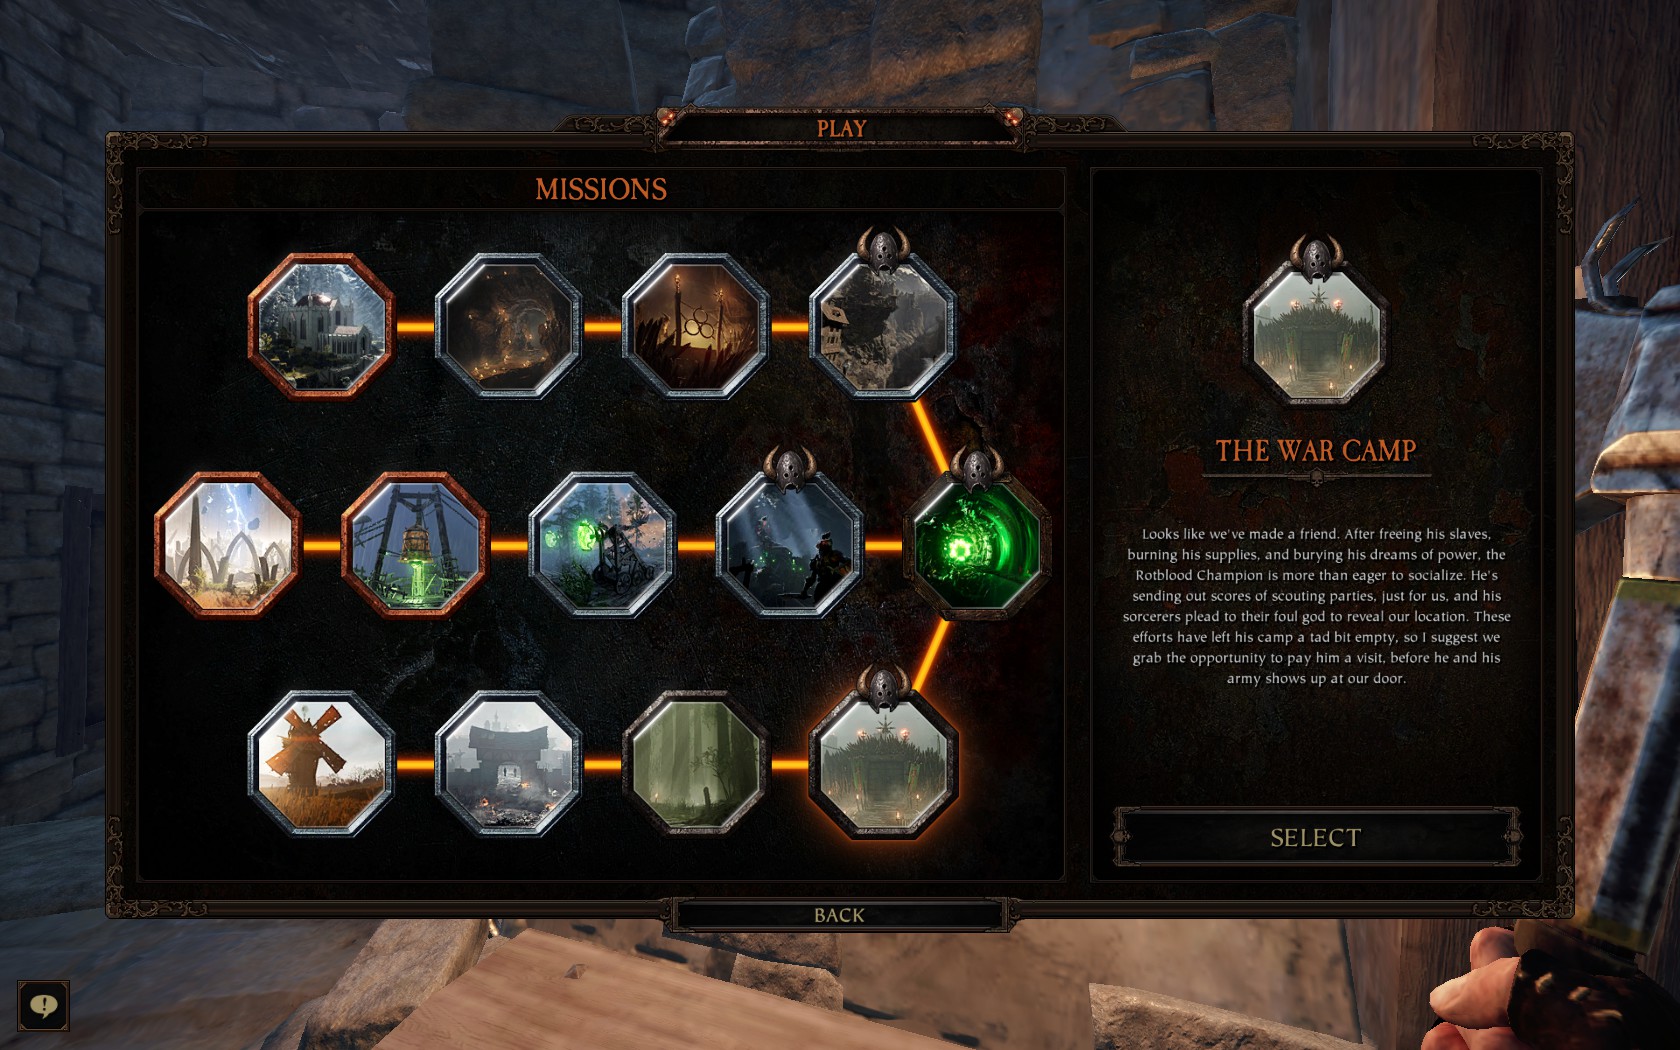 PLAY
MISSIONS
THE WAR CAMP
Looks like we've made a friend. After freeing his slaves,
burning his supplies, and burying his dreams of power, the
Rotblood Champion is more than eager to socialize. He's
sending out scores of scouting parties, just for us, and his
sorcerers plead to their foul god to reveal our location. These
efforts have left his camp a tad bit empty, so I suggest we
grab the opportunity to pay him a visit, before he and his
army shows up at our door.
SELECT
BACK